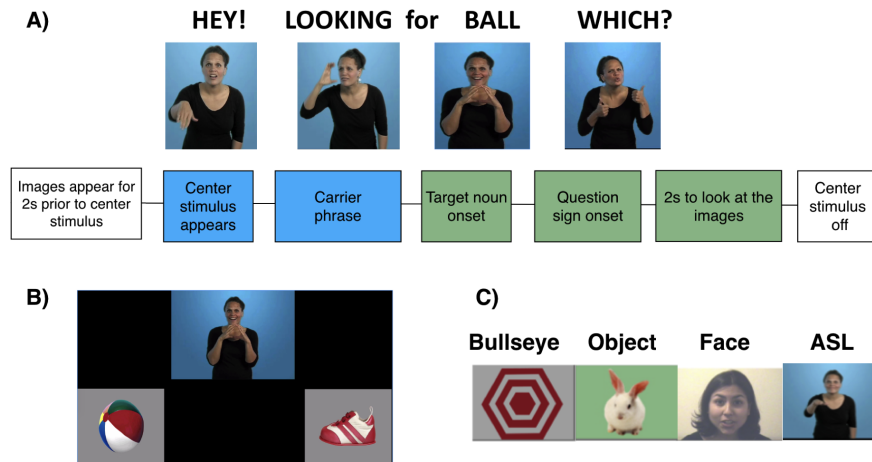 A)
HEY! LOOKING for BALL WHICH?
Images appear for
2s prior to center
stimulus
Center
stimulus
appears
Carrier
phrase
Target noun
onset
Question
sign onset
2s to look at the
images
Center
stimulus
off
B)
C)
Bullseye Object Face ASL